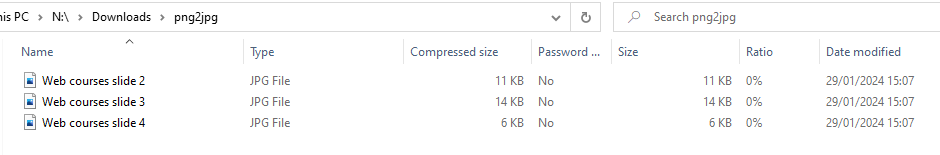 his PC > N:\ > Downloads > png2jpg Search png2jpg
Name Type Compressed size Password ... Size Ratio Date modified
Web courses slide 2 JPG File 11 KB No 11 KB 0% 29/01/2024 15:07
Web courses slide 3 JPG File 14 KB No 14 KB 0% 29/01/2024 15:07
Web courses slide 4 JPG File 6 KB No 6 KB 0% 29/01/2024 15:07